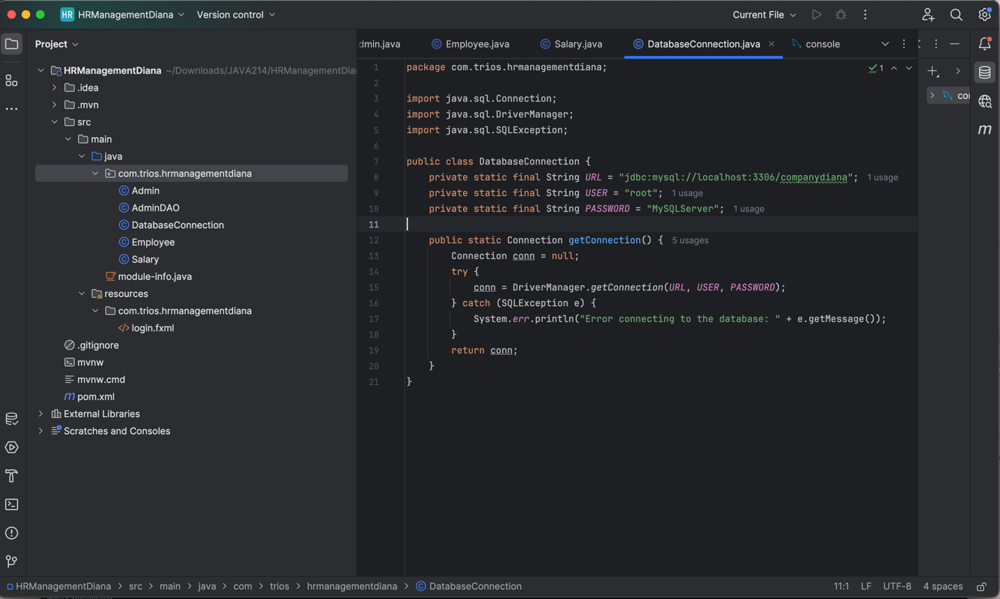 HR HRManagementDiana Version control Current File
Project
dmin.java Employee.java Salary.java DatabaseConnection.java console
HRManagementDiana ~/Downloads/JAVA214/HRManagementDia
.idea
.mvn
src
main
java
com.trios.hrmanagementdiana
Admin
AdminDAO
DatabaseConnection
Employee
Salary
module-info.java
resources
com.trios.hrmanagementdiana
</> login.fxml
.gitignore
mvnw
mvnw.cmd
m pom.xml
External Libraries
Scratches and Consoles
1 package com.trios.hrmanagementdiana;
2
3 import java.sql.Connection;
4 import java.sql.DriverManager;
5 import java.sql.SQLException;
6
7 public class DatabaseConnection {
8 private static final String URL = "jdbc:mysql://localhost:3306/companydiana"; 1 usage
9 private static final String USER = "root"; 1 usage
10 private static final String PASSWORD = "MySQLServer"; 1 usage
11
12 public static Connection getConnection() { 5 usages
13 Connection conn = null;
14 try {
15 conn = DriverManager.getConnection(URL, USER, PASSWORD);
16 } catch (SQLException e) {
17 System.err.println("Error connecting to the database: " + e.getMessage());
18 }
19 return conn;
20 }
21 }
1
con
m
HRManagementDiana > src > main > java > com > trios > hrmanagementdiana > DatabaseConnection
11:1 LF UTF-8 4 spaces